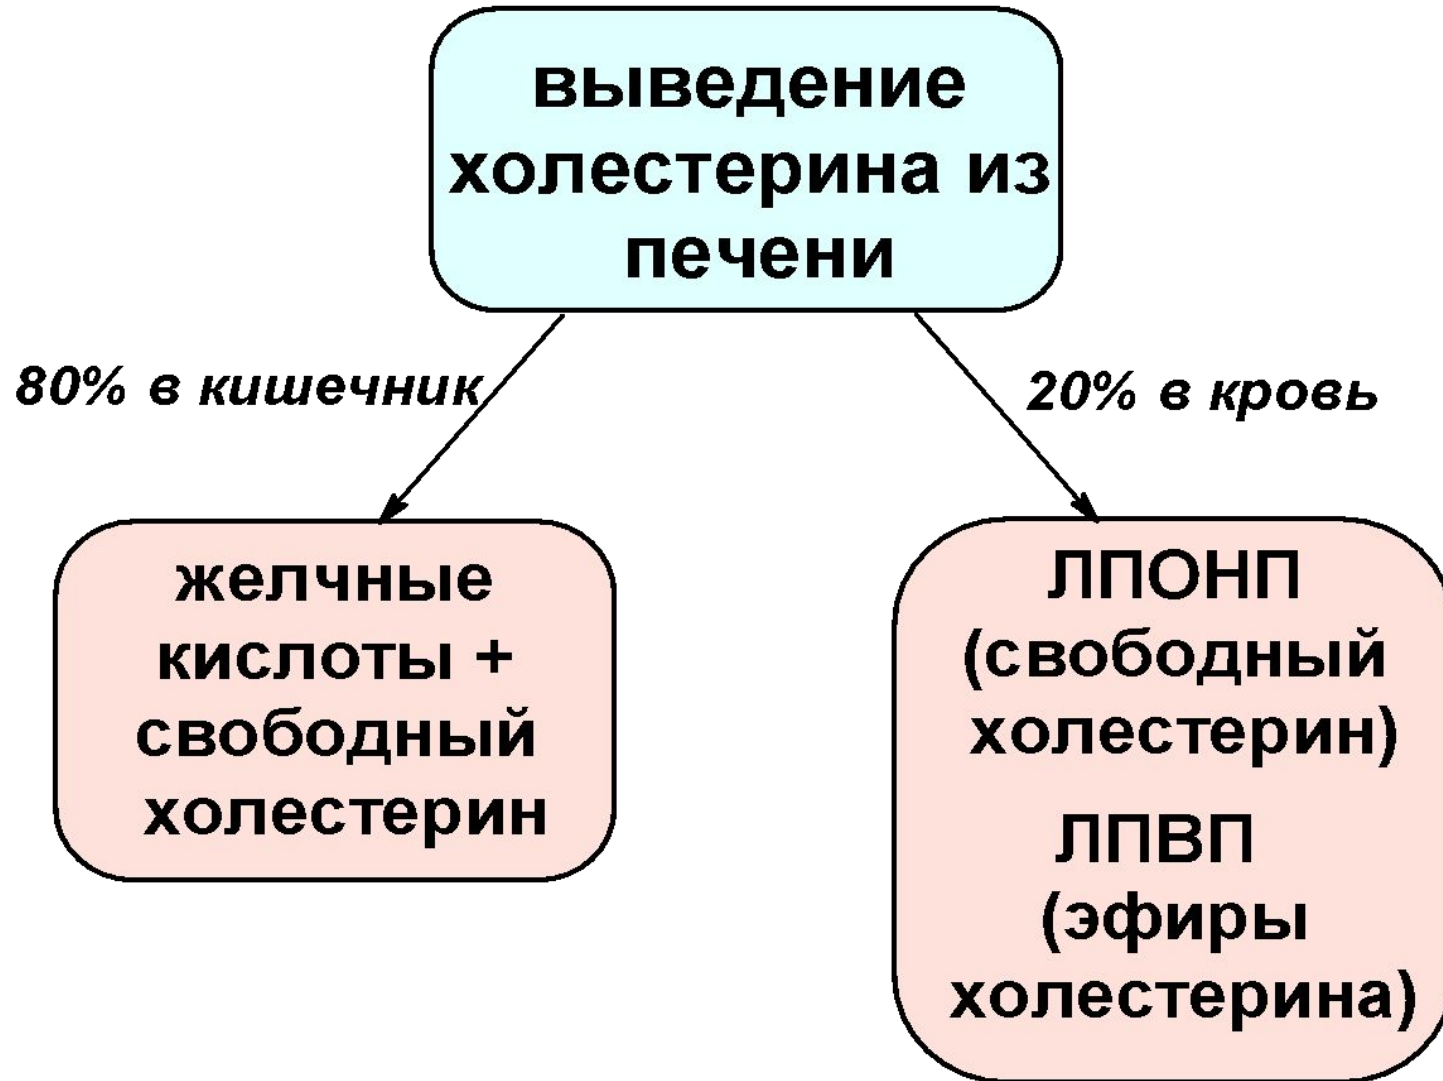 выведение
холестерина из
печени
80% в кишечник
20% в кровь
желчные
кислоты +
свободный
холестерин
ЛПОНП
(свободный
холестерин)
ЛПВП
(эфиры
холестерина)